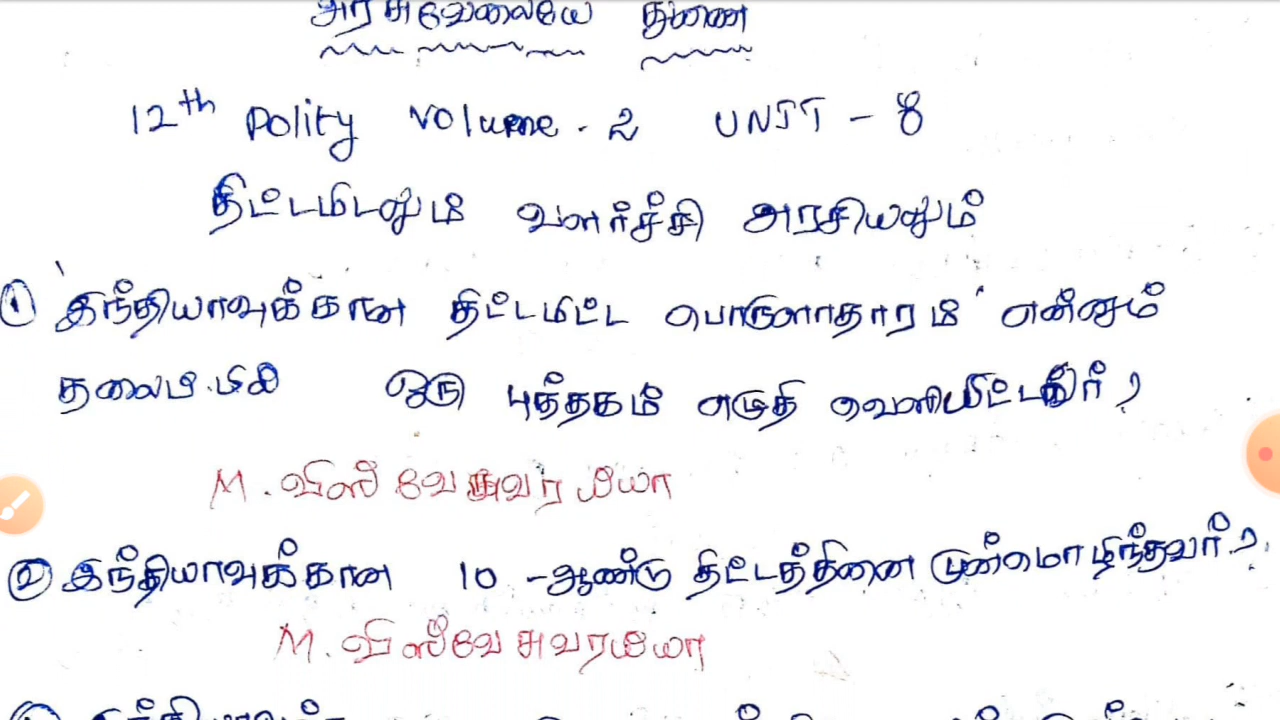 அரசுவேலையே துணை
12th Polity Volume - 2 UNIT - 8
திட்டமிடலும் வளர்ச்சி அரசியலும்
① 'இந்தியாவுக்கான திட்டமிட்ட பொருளாதாரம்' என்னும்
தலைப்பில் ஒரு புத்தகம் எழுதி வெளியிட்டவர்?
M. விஸ்வேசுவரய்யா
② இந்தியாவுக்கான 10 - ஆண்டு திட்டத்தினை முன்மொழிந்தவர்?
M. விஸ்வேசுவரய்யா